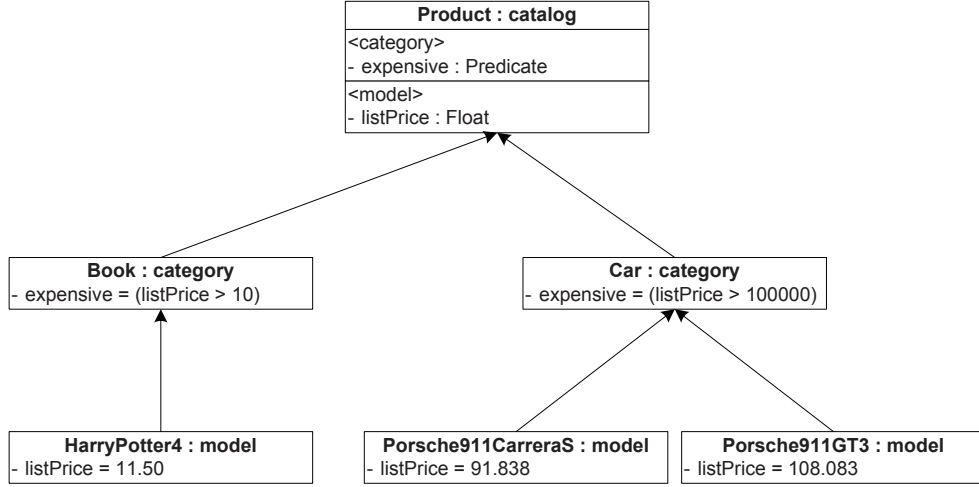 Product : catalog
<category>
- expensive : Predicate
<model>
- listPrice : Float
Book : category
- expensive = (listPrice > 10)
Car : category
- expensive = (listPrice > 100000)
HarryPotter4 : model
- listPrice = 11.50
Porsche911CarreraS : model
- listPrice = 91.838
Porsche911GT3 : model
- listPrice = 108.083